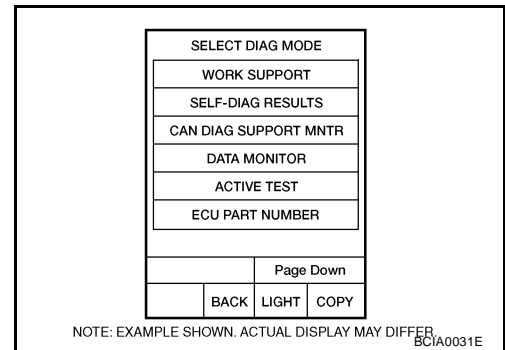 SELECT DIAG MODE
WORK SUPPORT
SELF-DIAG RESULTS
CAN DIAG SUPPORT MNTR
DATA MONITOR
ACTIVE TEST
ECU PART NUMBER
Page Down
BACK LIGHT COPY
NOTE: EXAMPLE SHOWN. ACTUAL DISPLAY MAY DIFFER.
BCIA0031E